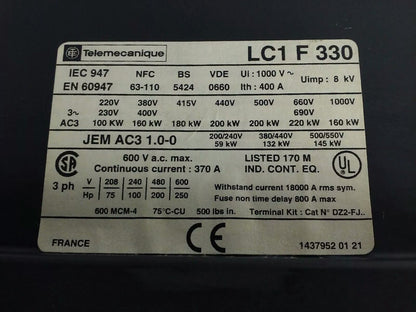 Telemecanique LC1 F 330
IEC 947 NFC BS VDE Ui : 1000 V ~ Uimp : 8 kV
EN 60947 63-110 5424 0660 Ith : 400 A
220V 380V 415V 440V 500V 660V 1000V
3~ 230V 400V 690V
AC3 100 KW 160 kW 180 kW 200 kW 200 kW 220 kW 160 kW
JEM AC3 1.0-0 200/240V 380/440V 500/550V
59 kW 132 kW 145 kW
600 V a.c. max. LISTED 170 M
Continuous current : 370 A IND. CONT. EQ.
SA UL
3 ph V 208 240 480 600
Hp 75 100 200 250
Withstand current 18000 A rms sym.
Fuse non time delay 800 A max
600 MCM-4 75°C-CU 500 lbs in. Terminal Kit : Cat N° DZ2-FJ..
FRANCE CE 1437952 01 21